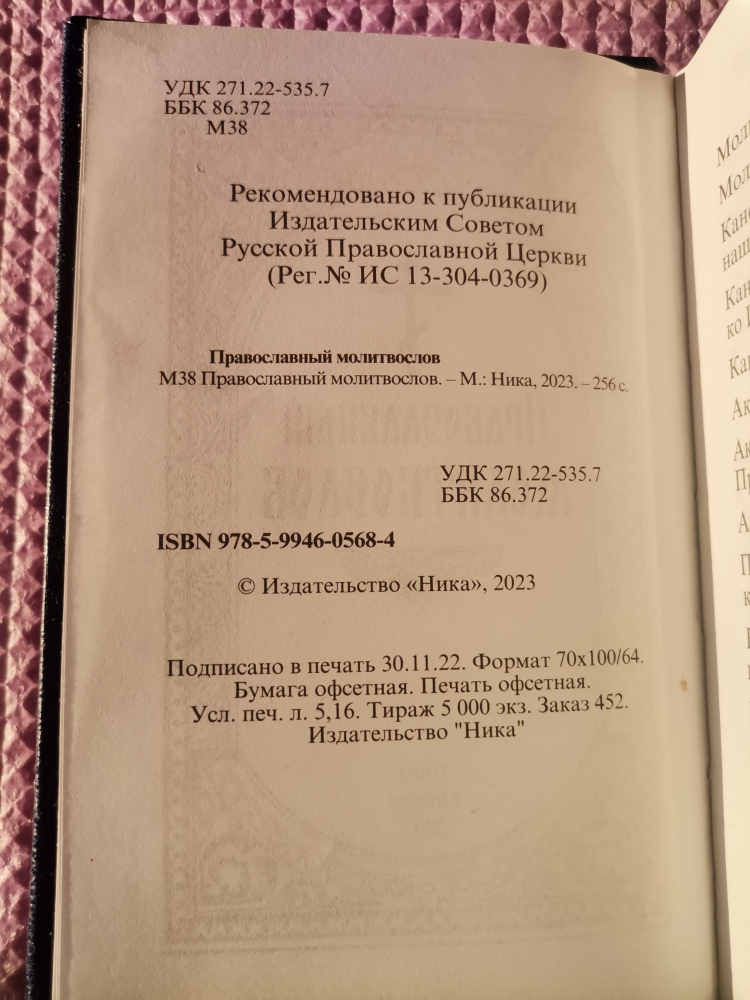 УДК 271.22-535.7
ББК 86.372
М38
Рекомендовано к публикации
Издательским Советом
Русской Православной Церкви
(Рег.№ ИС 13-304-0369)
Православный молитвослов
М38 Православный молитвослов. – М.: Ника, 2023. – 256 с.
УДК 271.22-535.7
ББК 86.372
ISBN 978-5-9946-0568-4
© Издательство «Ника», 2023
Подписано в печать 30.11.22. Формат 70х100/64.
Бумага офсетная. Печать офсетная.
Усл. печ. л. 5,16. Тираж 5 000 экз. Заказ 452.
Издательство "Ника"